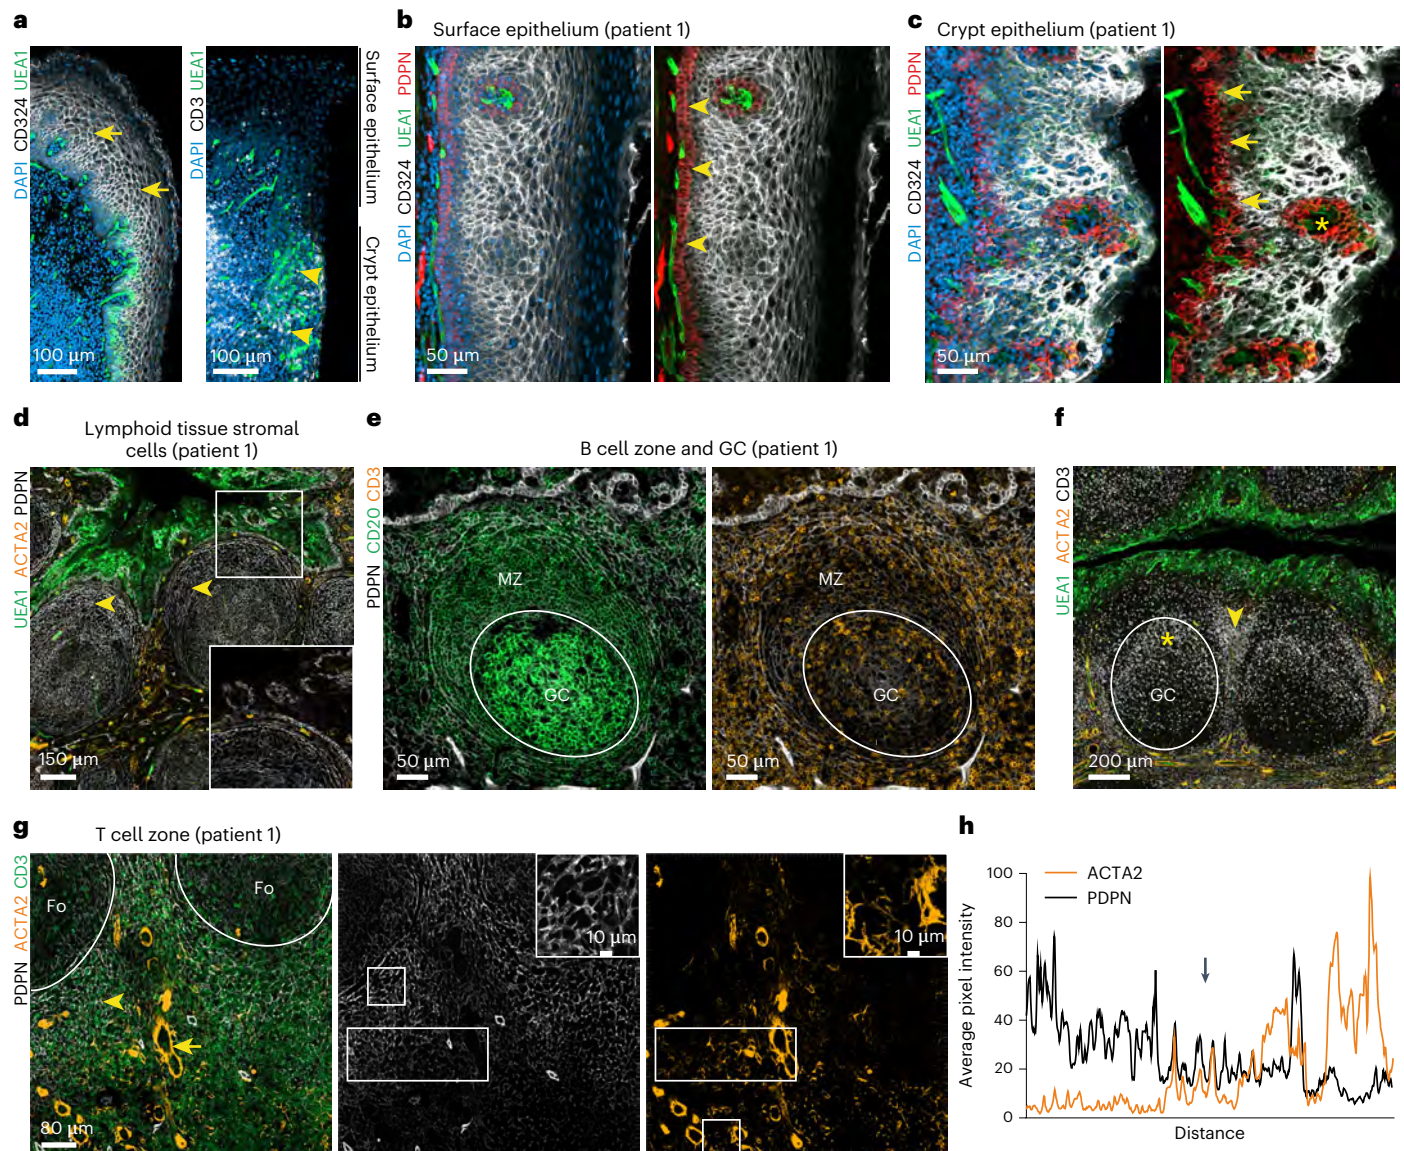 a
DAPI CD324 UEA1
100 µm
DAPI CD3 UEA1
100 µm
Surface epithelium
Crypt epithelium
b
Surface epithelium (patient 1)
DAPI CD324 UEA1 PDPN
50 µm
c
Crypt epithelium (patient 1)
DAPI CD324 UEA1 PDPN
50 µm
*
d
Lymphoid tissue stromal
cells (patient 1)
UEA1 ACTA2 PDPN
150 µm
e
B cell zone and GC (patient 1)
PDPN CD20 CD3
MZ
GC
50 µm
MZ
GC
50 µm
f
UEA1 ACTA2 CD3
*
GC
200 µm
g
T cell zone (patient 1)
PDPN ACTA2 CD3
Fo
Fo
80 µm
10 µm
10 µm
h
ACTA2
PDPN
Average pixel intensity
100
80
60
40
20
0
Distance